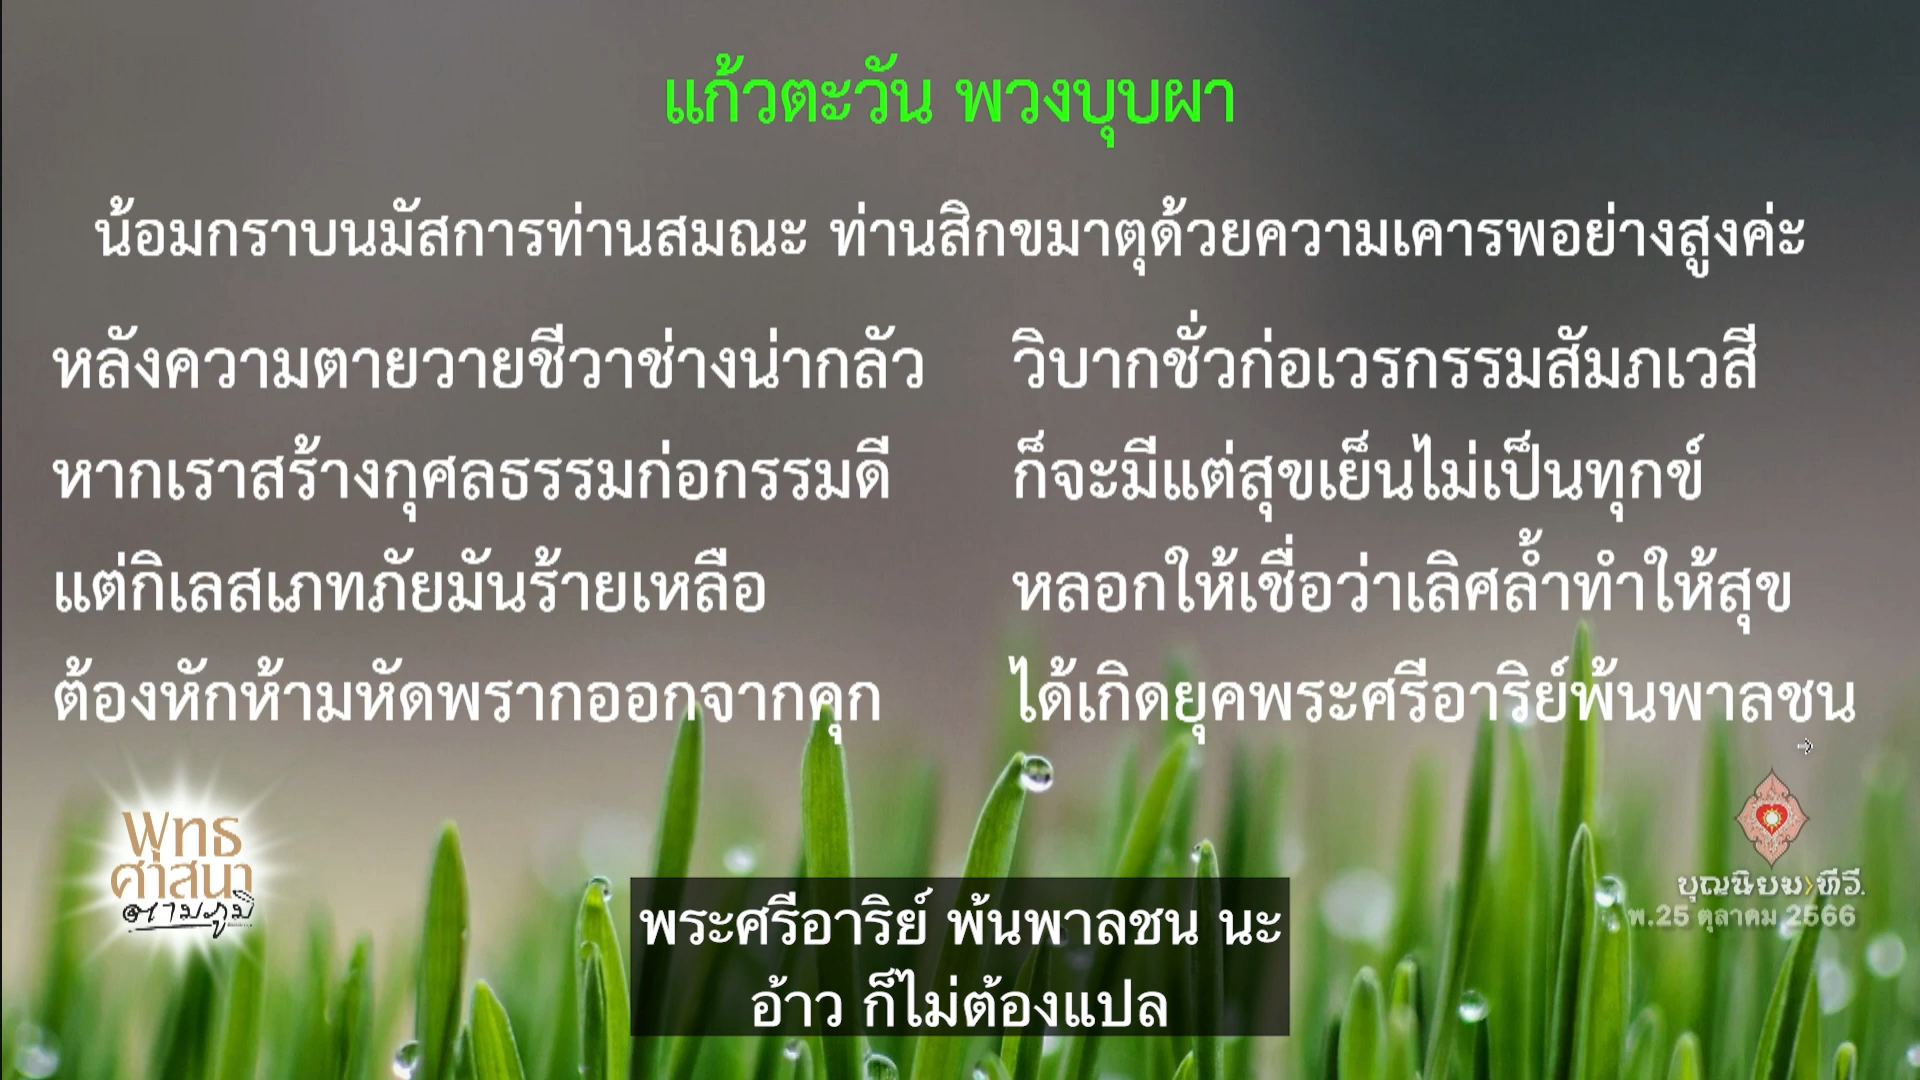 แก้วตะวัน พวงบุบผา
น้อมกราบนมัสการท่านสมณะ ท่านสิกขมาตุด้วยความเคารพอย่างสูงค่ะ
หลังความตายวายชีวาช่างน่ากลัว วิบากชั่วก่อเวรกรรมสัมภเวสี
หากเราสร้างกุศลธรรมก่อกรรมดี ก็จะมีแต่สุขเย็นไม่เป็นทุกข์
แต่กิเลสเภทภัยมันร้ายเหลือ หลอกให้เชื่อว่าเลิศล้ำทำให้สุข
ต้องหักห้ามหัดพรากออกจากคุก ได้เกิดยุคพระศรีอาริย์พ้นพาลชน
พุทธ
ศาสนา
ตามภูมิ
บุญนิยม ทีวี.
พ.25 ตุลาคม 2566
พระศรีอาริย์ พ้นพาลชน นะ
อ้าว ก็ไม่ต้องแปล